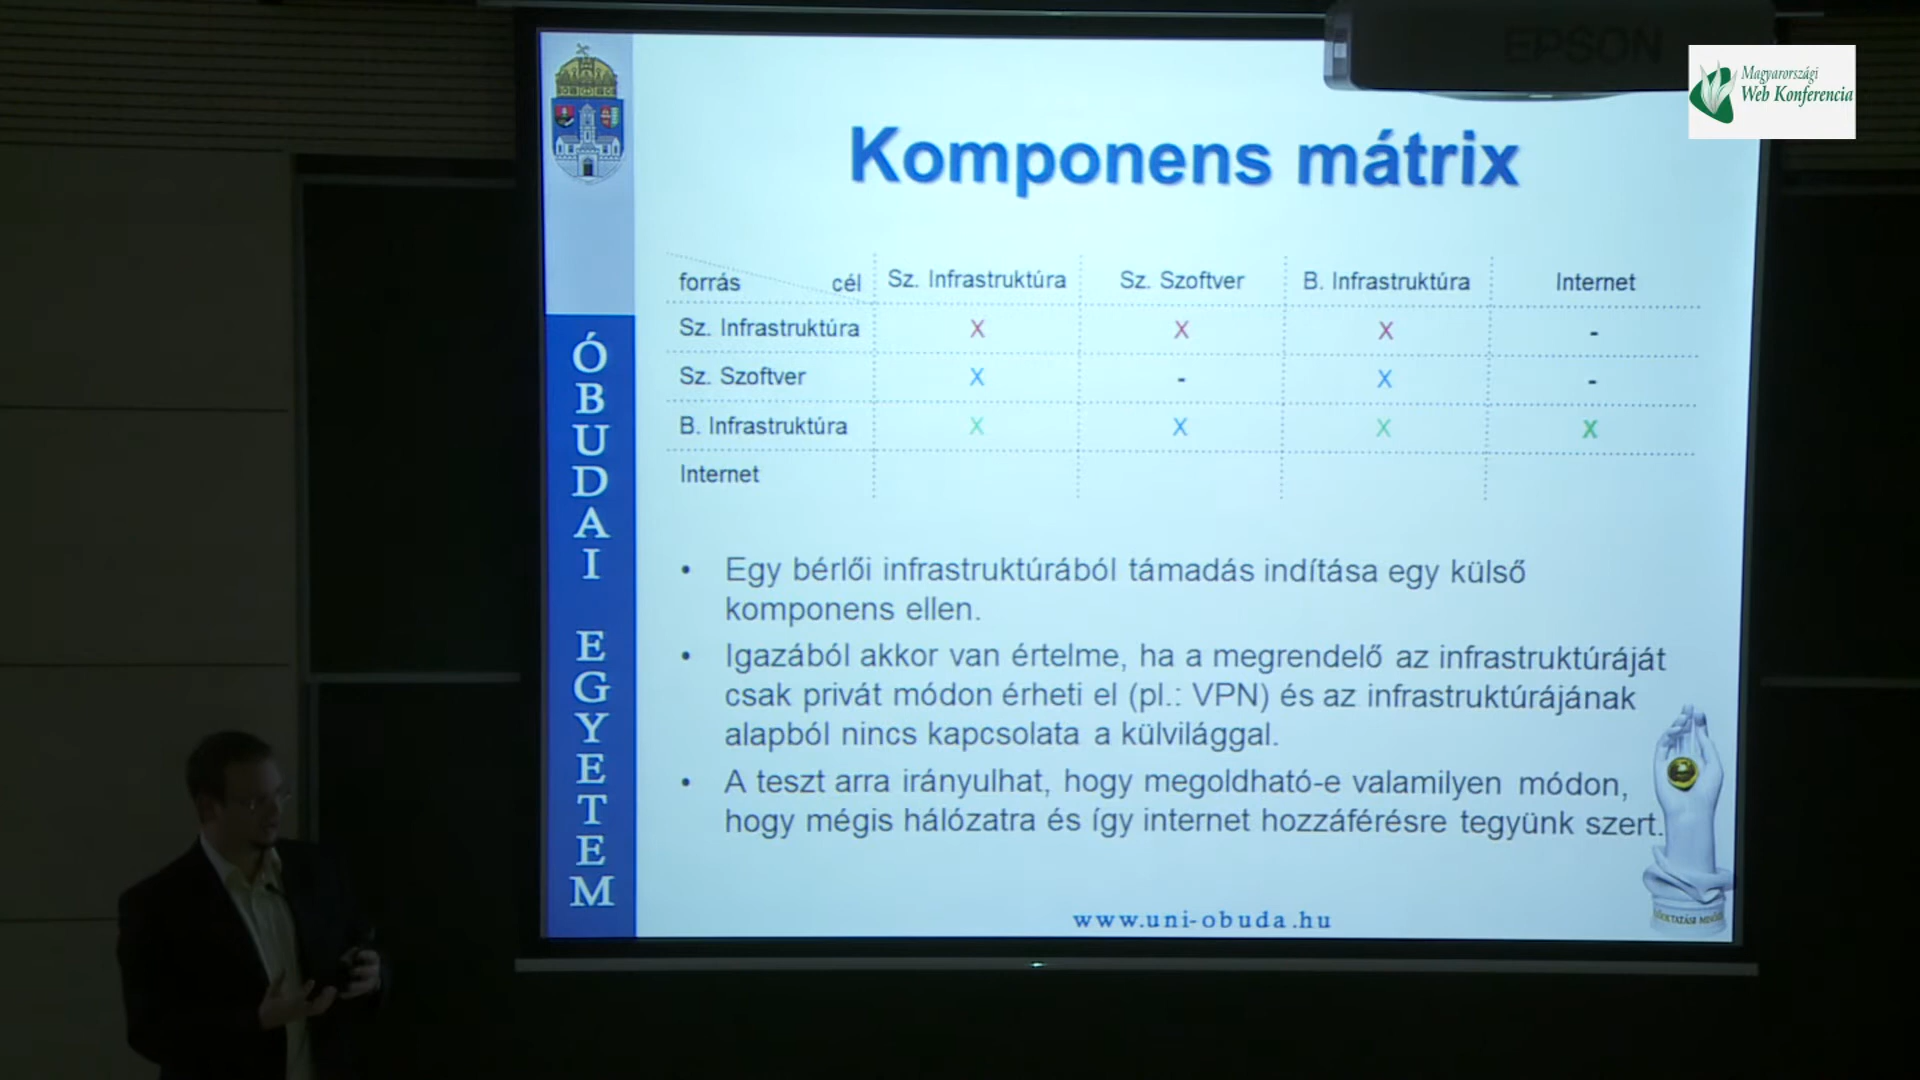 EPSON
Magyarországi
Web Konferencia
Komponens mátrix
forrás cél Sz. Infrastruktúra Sz. Szoftver B. Infrastruktúra Internet
Sz. Infrastruktúra X X X -
Sz. Szoftver X - X -
B. Infrastruktúra X X X X
Internet
• Egy bérlői infrastruktúrából támadás indítása egy külső
komponens ellen.
• Igazából akkor van értelme, ha a megrendelő az infrastruktúráját
csak privát módon érheti el (pl.: VPN) és az infrastruktúrájának
alapból nincs kapcsolata a külvilággal.
• A teszt arra irányulhat, hogy megoldható-e valamilyen módon,
hogy mégis hálózatra és így internet hozzáférésre tegyünk szert.
www.uni-obuda.hu
ÓBUDAI EGYETEM